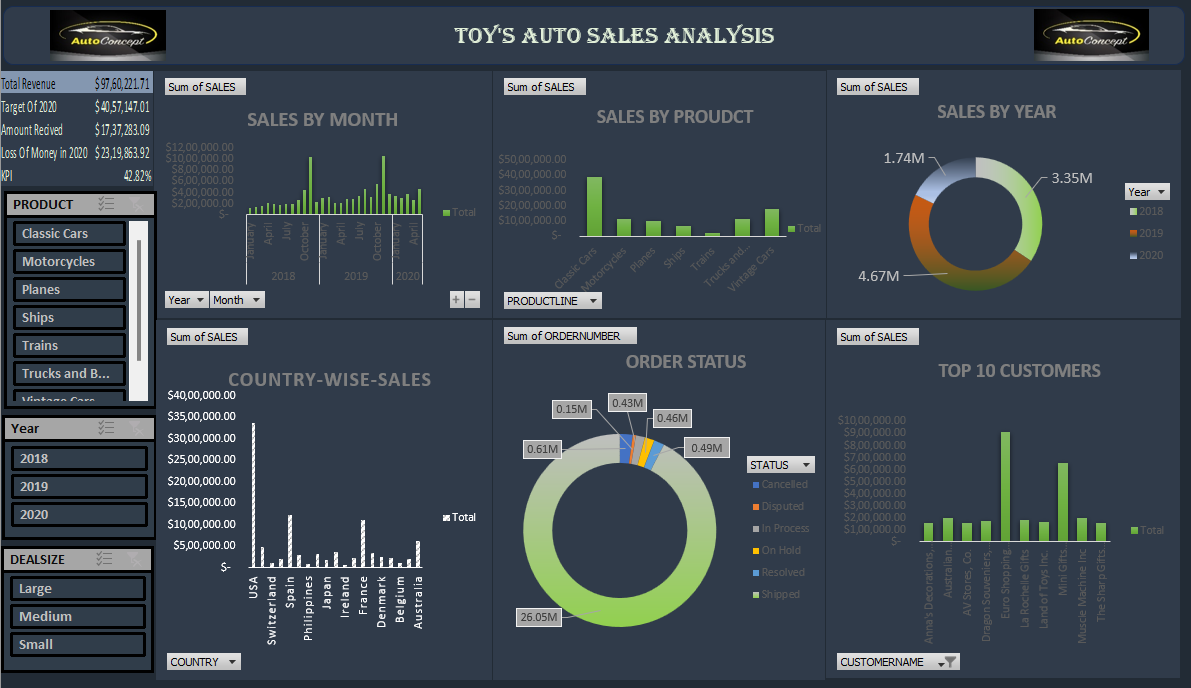 AutoConcept
TOY'S AUTO SALES ANALYSIS
AutoConcept
Total Revenue $97,60,221.71
Target Of 2020 $40,57,147.01
Amount Recived $17,37,283.09
Loss Of Money in 2020 $23,19,863.92
KPI 42.82%
PRODUCT
Classic Cars
Motorcycles
Planes
Ships
Trains
Trucks and B...
Vintage Cars
Year
2018
2019
2020
DEALSIZE
Large
Medium
Small
Sum of SALES
SALES BY MONTH
$12,00,000.00
$10,00,000.00
$8,00,000.00
$6,00,000.00
$4,00,000.00
$2,00,000.00
$-
January
April
July
October
January
April
July
October
January
April
2018
2019
2020
Total
Year
Month
+
−
Sum of SALES
SALES BY PROUDCT
$50,00,000.00
$40,00,000.00
$30,00,000.00
$20,00,000.00
$10,00,000.00
$-
Classic Cars
Motorcycles
Planes
Ships
Trains
Trucks and...
Vintage Cars
Total
PRODUCTLINE
Sum of SALES
SALES BY YEAR
1.74M
3.35M
4.67M
Year
2018
2019
2020
Sum of SALES
COUNTRY-WISE-SALES
$40,00,000.00
$35,00,000.00
$30,00,000.00
$25,00,000.00
$20,00,000.00
$15,00,000.00
$10,00,000.00
$5,00,000.00
$-
USA
Switzerland
Spain
Philippines
Japan
Ireland
France
Denmark
Belgium
Australia
Total
COUNTRY
Sum of ORDERNUMBER
ORDER STATUS
0.15M
0.43M
0.46M
0.61M
0.49M
26.05M
STATUS
Cancelled
Disputed
In Process
On Hold
Resolved
Shipped
Sum of SALES
TOP 10 CUSTOMERS
$10,00,000.00
$9,00,000.00
$8,00,000.00
$7,00,000.00
$6,00,000.00
$5,00,000.00
$4,00,000.00
$3,00,000.00
$2,00,000.00
$1,00,000.00
$-
Anna's Decorations,...
Australian...
AV Stores, Co.
Dragon Souveniers,...
Euro Shopping...
La Rochelle Gifts
Land of Toys Inc.
Mini Gifts...
Muscle Machine Inc
The Sharp Gifts...
Total
CUSTOMERNAME